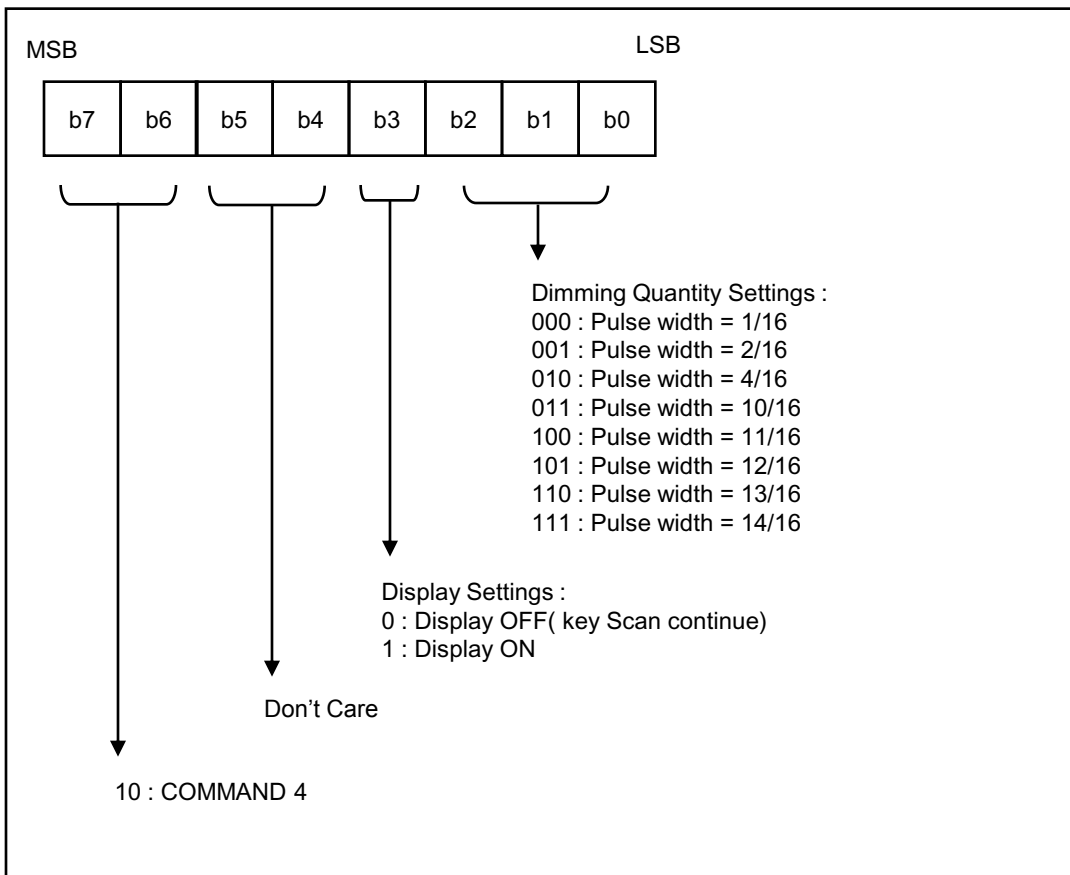 MSB
LSB
b7 b6 b5 b4 b3 b2 b1 b0
Dimming Quantity Settings :
000 : Pulse width = 1/16
001 : Pulse width = 2/16
010 : Pulse width = 4/16
011 : Pulse width = 10/16
100 : Pulse width = 11/16
101 : Pulse width = 12/16
110 : Pulse width = 13/16
111 : Pulse width = 14/16
Display Settings :
0 : Display OFF( key Scan continue)
1 : Display ON
Don’t Care
10 : COMMAND 4